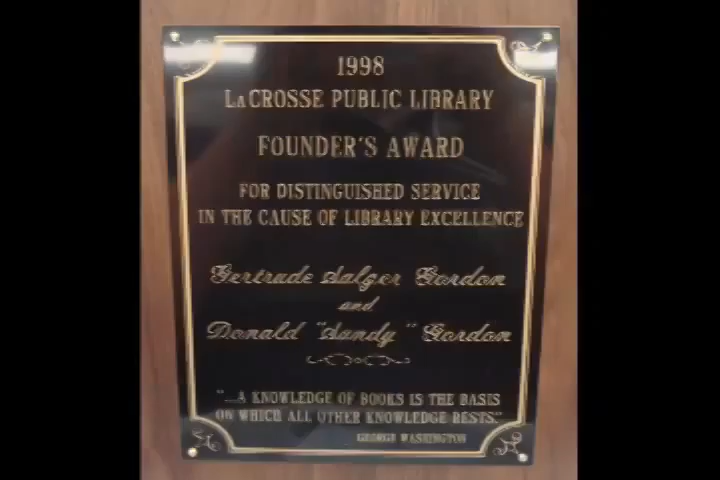 1998
LaCROSSE PUBLIC LIBRARY
FOUNDER'S AWARD
FOR DISTINGUISHED SERVICE
IN THE CAUSE OF LIBRARY EXCELLENCE
Gertrude Salger Gordon
and
Donald "Sandy" Gordon
"...A KNOWLEDGE OF BOOKS IS THE BASIS
ON WHICH ALL OTHER KNOWLEDGE RESTS."
GEORGE WASHINGTON